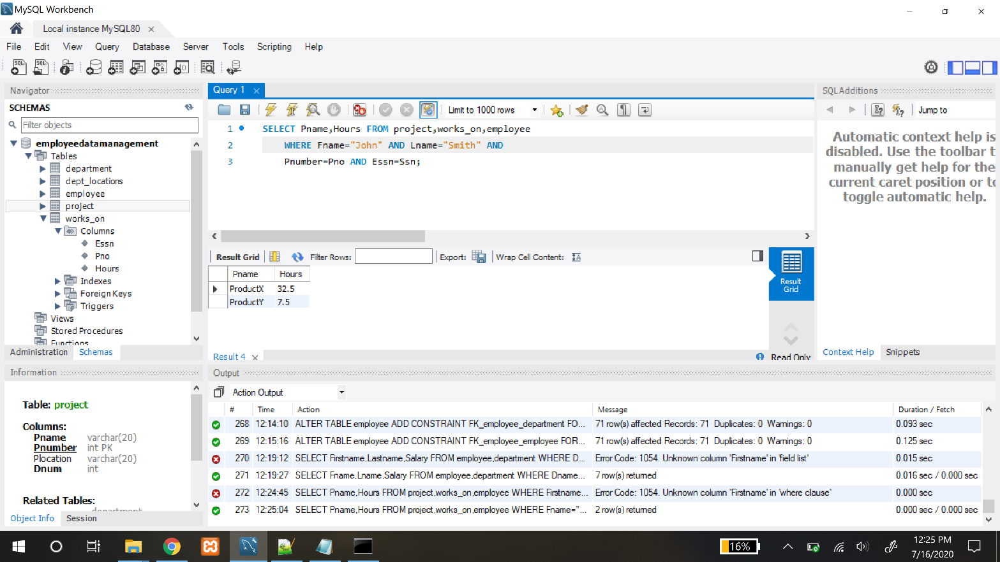 MySQL Workbench
Local instance MySQL80
File Edit View Query Database Server Tools Scripting Help
Navigator
SCHEMAS
Filter objects
employeedatamanagement
Tables
department
dept_locations
employee
project
works_on
Columns
Essn
Pno
Hours
Indexes
Foreign Keys
Triggers
Views
Stored Procedures
Functions
Administration Schemas
Information
Table: project
Columns:
Pname varchar(20)
Pnumber int PK
Plocation varchar(20)
Dnum int
Related Tables:
department
Object Info Session
Query 1
Limit to 1000 rows
1 SELECT Pname,Hours FROM project,works_on,employee
2 WHERE Fname="John" AND Lname="Smith" AND
3 Pnumber=Pno AND Essn=Ssn;
Result Grid Filter Rows: Export: Wrap Cell Content:
Pname Hours
ProductX 32.5
ProductY 7.5
Result Grid
Result 4
Read Only
SQLAdditions
Jump to
Automatic context help is
disabled. Use the toolbar t
manually get help for the
current caret position or to
toggle automatic help.
Context Help Snippets
Output
Action Output
# Time Action Message Duration / Fetch
268 12:14:10 ALTER TABLE employee ADD CONSTRAINT FK_employee_department FO... 71 row(s) affected Records: 71 Duplicates: 0 Warnings: 0 0.093 sec
269 12:15:16 ALTER TABLE employee ADD CONSTRAINT FK_employee_employee FOR... 71 row(s) affected Records: 71 Duplicates: 0 Warnings: 0 0.125 sec
270 12:19:12 SELECT Firstname,Lastname,Salary FROM employee,department WHERE D... Error Code: 1054. Unknown column 'Firstname' in 'field list' 0.015 sec
271 12:19:27 SELECT Fname,Lname,Salary FROM employee,department WHERE Dname... 7 row(s) returned 0.016 sec / 0.000 sec
272 12:24:45 SELECT Pname,Hours FROM project,works_on,employee WHERE Firstname... Error Code: 1054. Unknown column 'Firstname' in 'where clause' 0.000 sec
273 12:25:04 SELECT Pname,Hours FROM project,works_on,employee WHERE Fname="... 2 row(s) returned 0.000 sec / 0.000 sec
16%
12:25 PM
7/16/2020